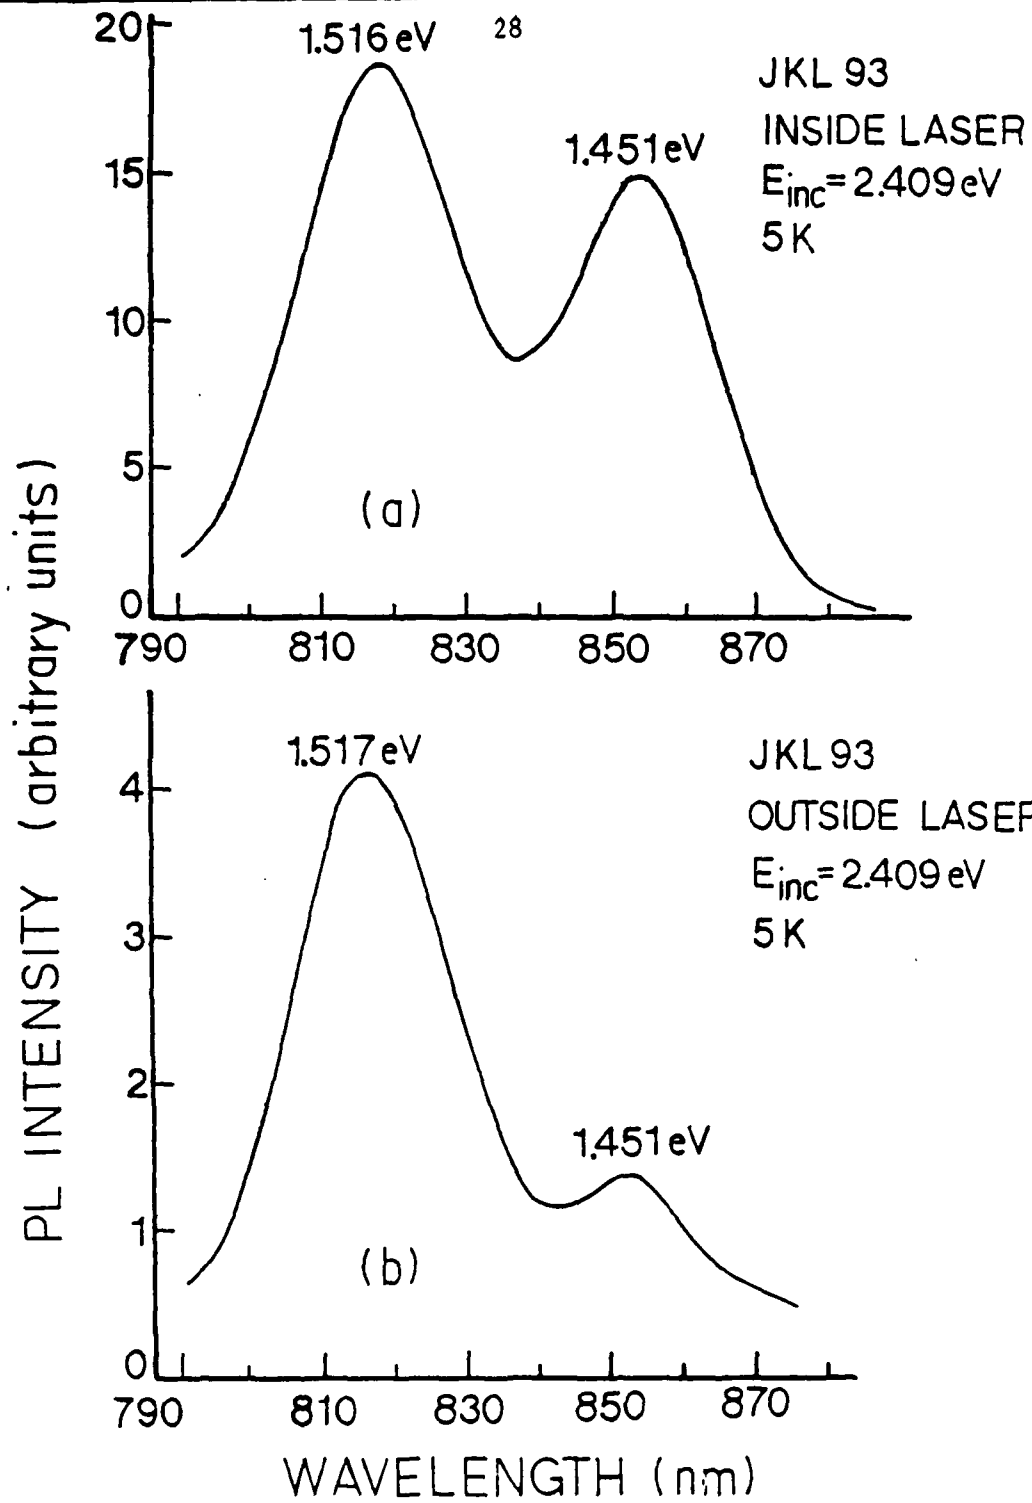 28
20
1.516 eV
JKL 93
INSIDE LASER
E_inc = 2.409 eV
5 K
15
1.451 eV
10
5
(a)
0
790 810 830 850 870
PL INTENSITY (arbitrary units)
1.517 eV
JKL 93
OUTSIDE LASER
E_inc = 2.409 eV
5 K
4
3
2
1.451 eV
1
(b)
0
790 810 830 850 870
WAVELENGTH (nm)